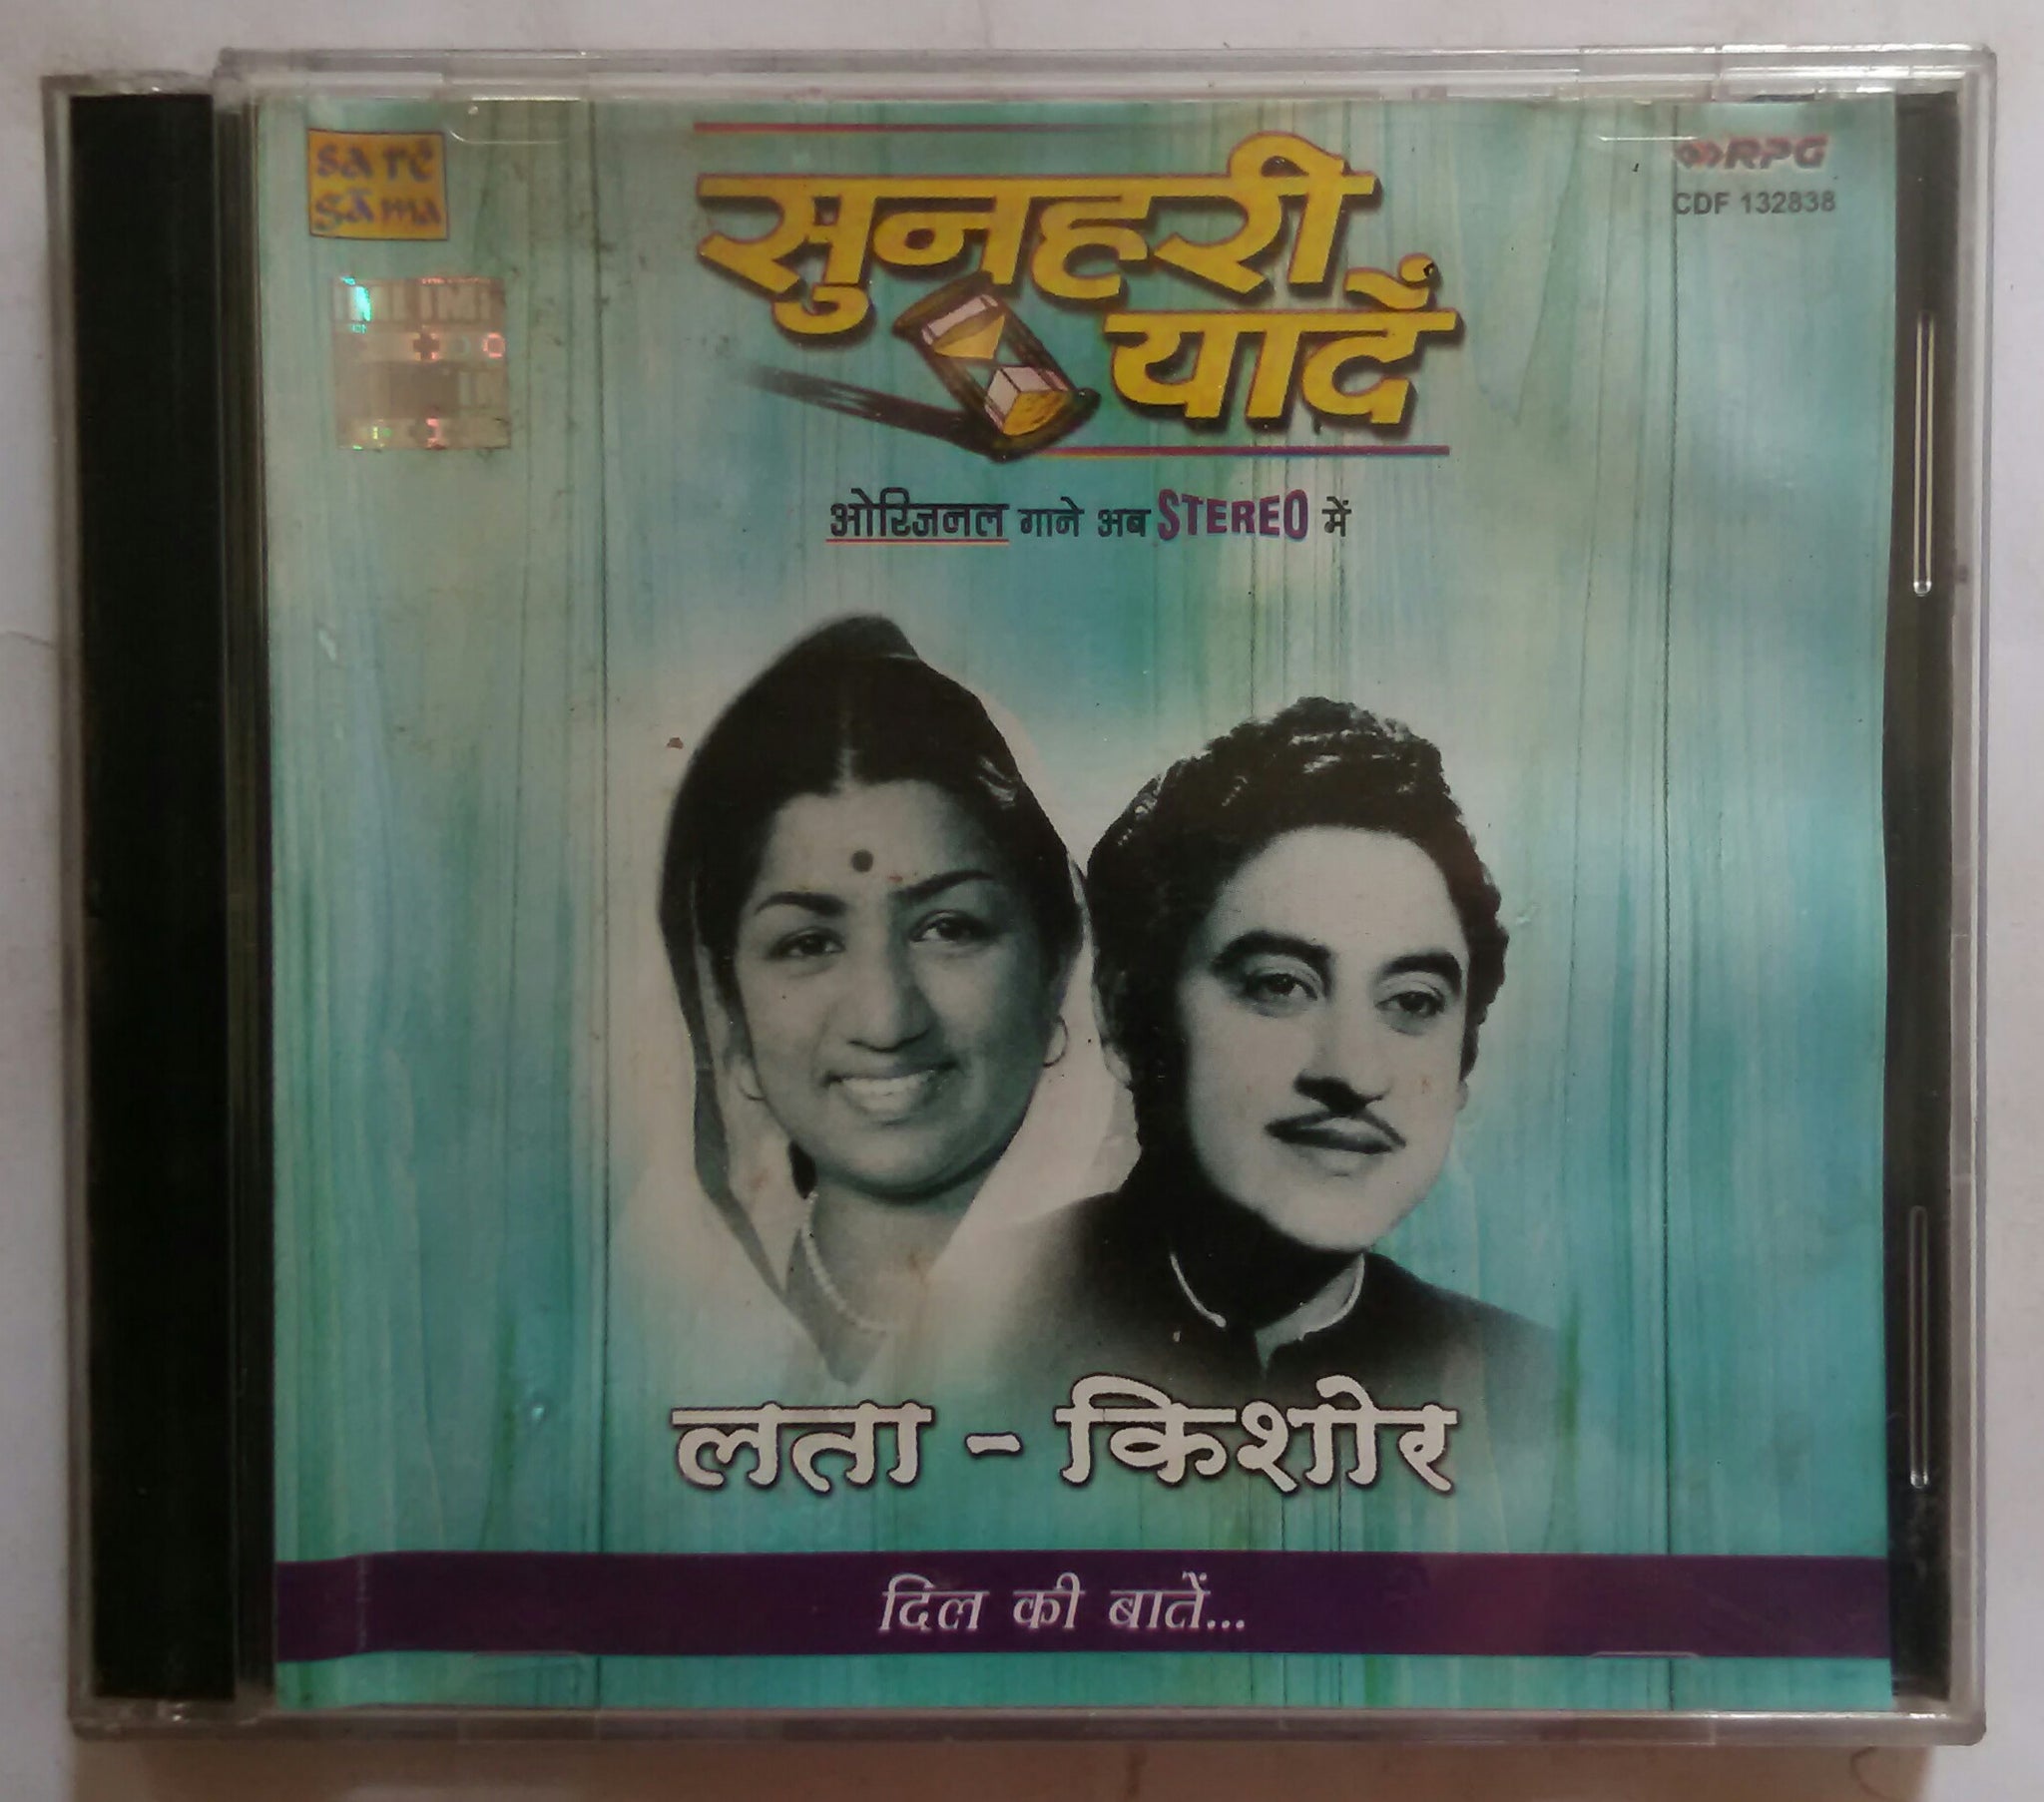 sa re
ga ma
RPG
CDF 132838
सुनहरी
यादें
ओरिजनल गाने अब STEREO में
लता - किशोर
दिल की बातें...